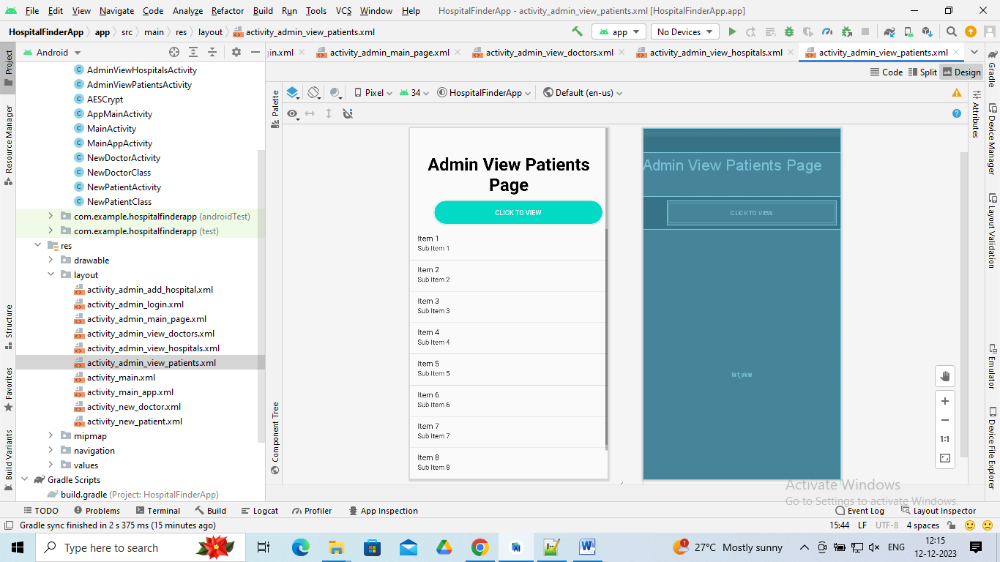 File Edit View Navigate Code Analyze Refactor Build Run Tools VCS Window Help HospitalFinderApp - activity_admin_view_patients.xml [HospitalFinderApp.app]
HospitalFinderApp app src main res layout activity_admin_view_patients.xml app No Devices
Project
Resource Manager
Structure
Favorites
Build Variants
Android
AdminViewHospitalsActivity
AdminViewPatientsActivity
AESCrypt
AppMainActivity
MainActivity
MainAppActivity
NewDoctorActivity
NewDoctorClass
NewPatientActivity
NewPatientClass
com.example.hospitalfinderapp (androidTest)
com.example.hospitalfinderapp (test)
res
drawable
layout
activity_admin_add_hospital.xml
activity_admin_login.xml
activity_admin_main_page.xml
activity_admin_view_doctors.xml
activity_admin_view_hospitals.xml
activity_admin_view_patients.xml
activity_main.xml
activity_main_app.xml
activity_new_doctor.xml
activity_new_patient.xml
mipmap
navigation
values
Gradle Scripts
build.gradle (Project: HospitalFinderApp)
gin.xml activity_admin_main_page.xml activity_admin_view_doctors.xml activity_admin_view_hospitals.xml activity_admin_view_patients.xml
Code Split Design
Palette
Component Tree
Pixel 34 HospitalFinderApp Default (en-us)
Admin View Patients
Page
CLICK TO VIEW
Item 1
Sub Item 1
Item 2
Sub Item 2
Item 3
Sub Item 3
Item 4
Sub Item 4
Item 5
Sub Item 5
Item 6
Sub Item 6
Item 7
Sub Item 7
Item 8
Sub Item 8
Admin View Patients Page
CLICK TO VIEW
list_view
1:1
Attributes
Gradle
Device Manager
Layout Validation
Emulator
Device File Explorer
Activate Windows
Go to Settings to activate Windows.
TODO Problems Terminal Build Logcat Profiler App Inspection Event Log Layout Inspector
Gradle sync finished in 2 s 375 ms (15 minutes ago) 15:44 LF UTF-8 4 spaces
Type here to search 27°C Mostly sunny ENG 12:15
12-12-2023